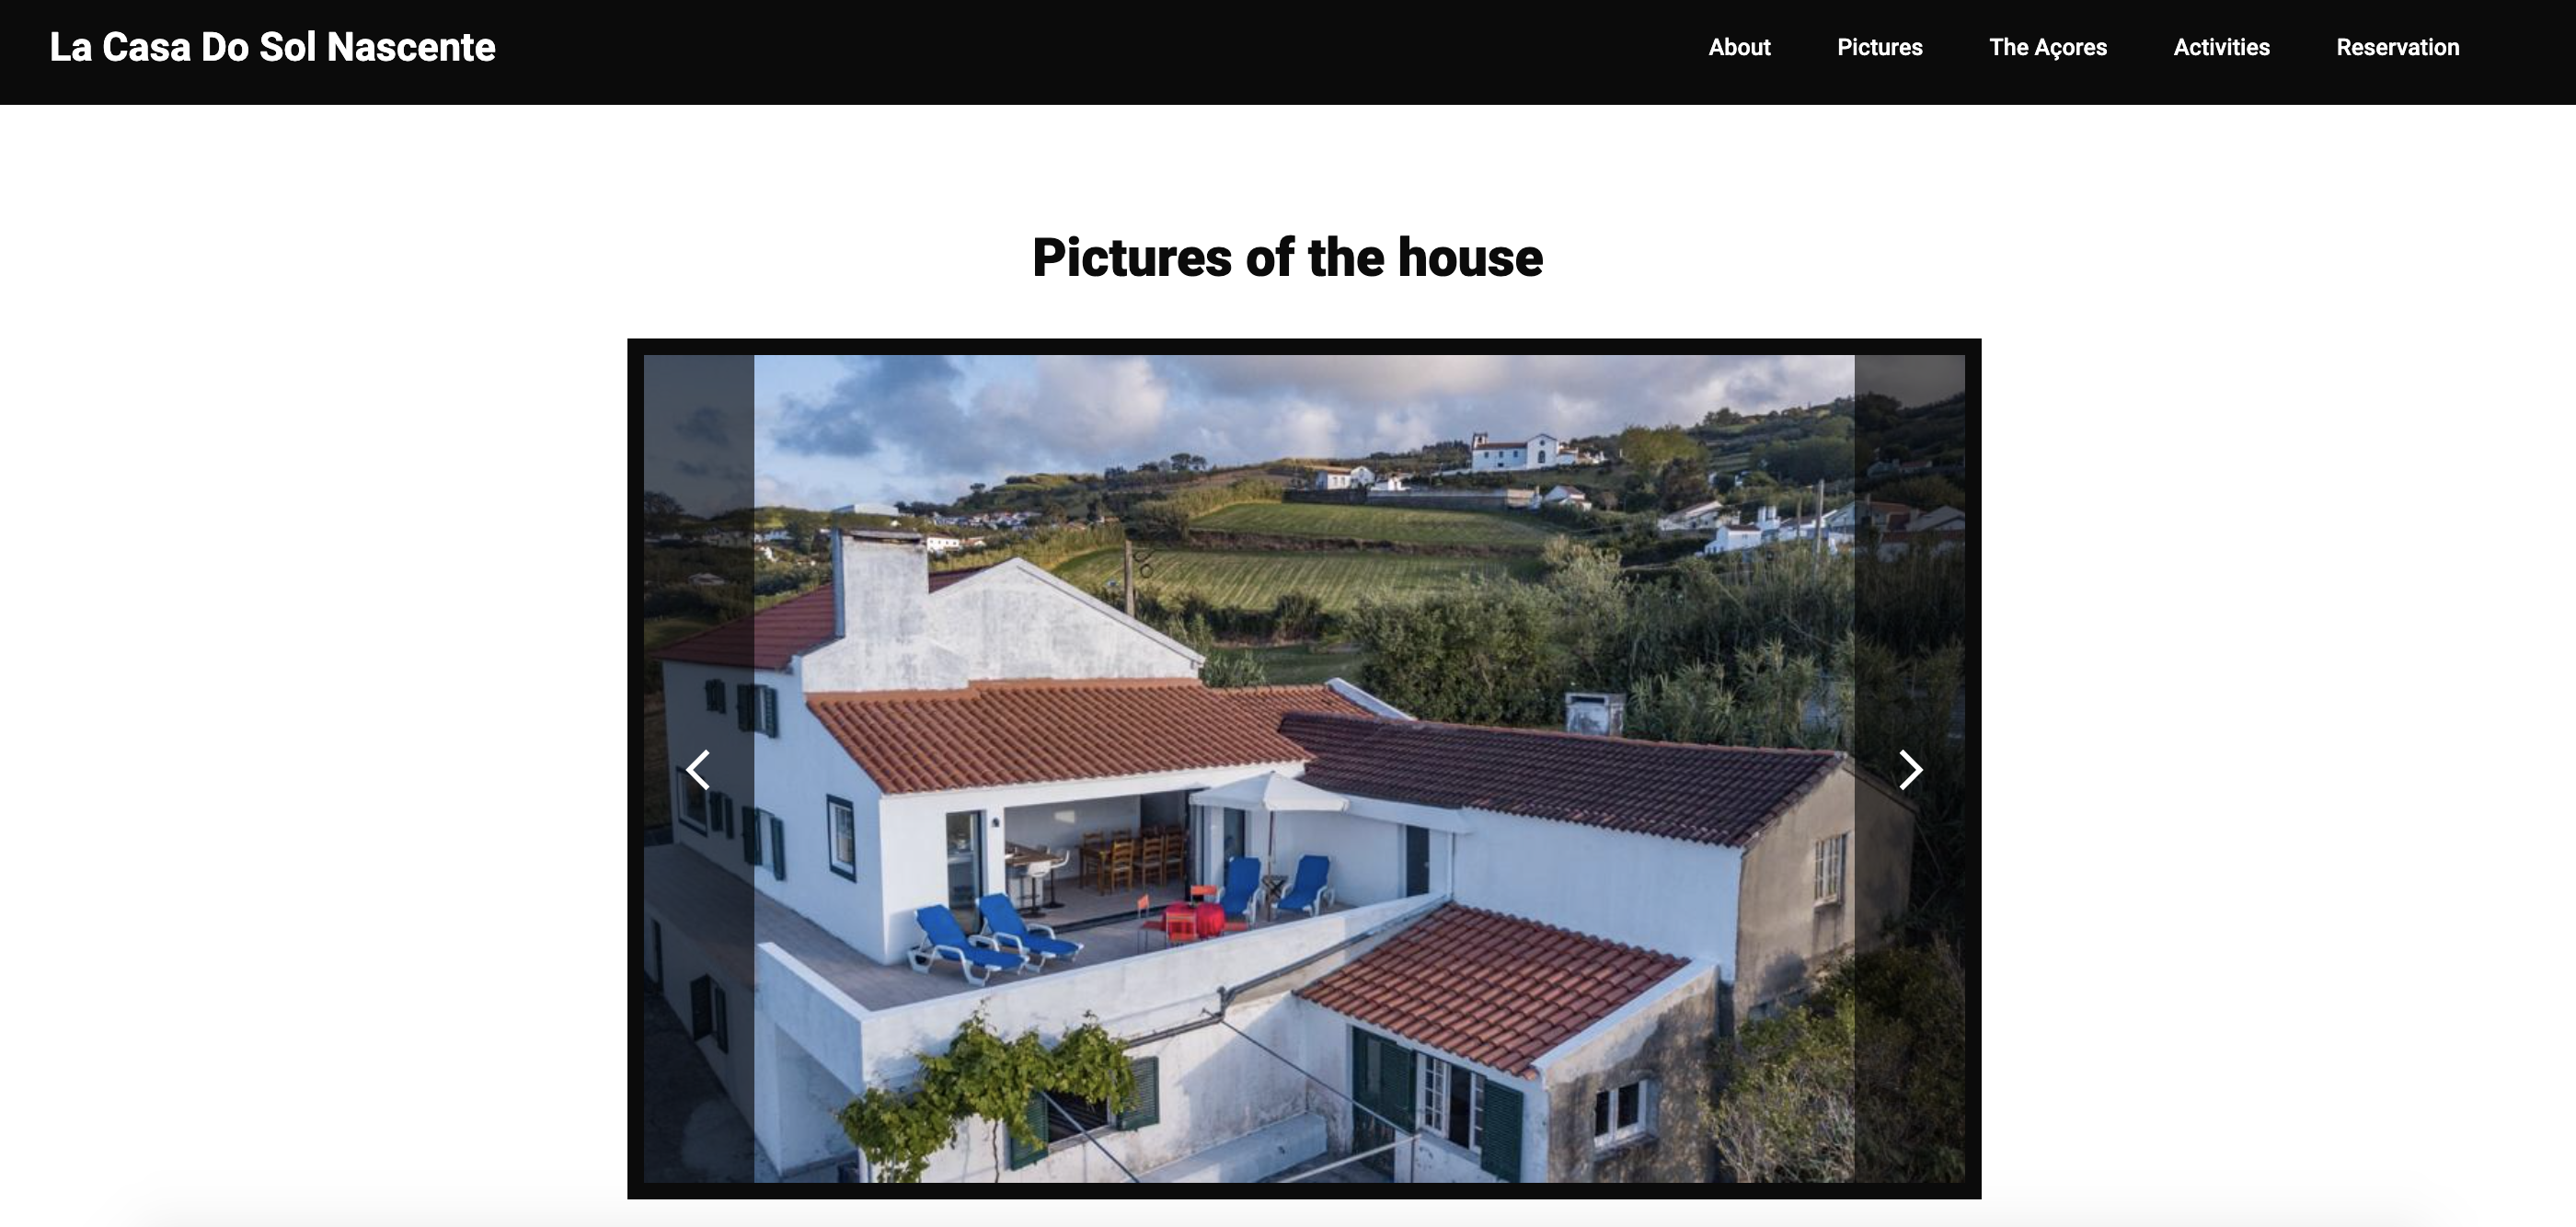 La Casa Do Sol Nascente
About Pictures The Açores Activities Reservation
Pictures of the house